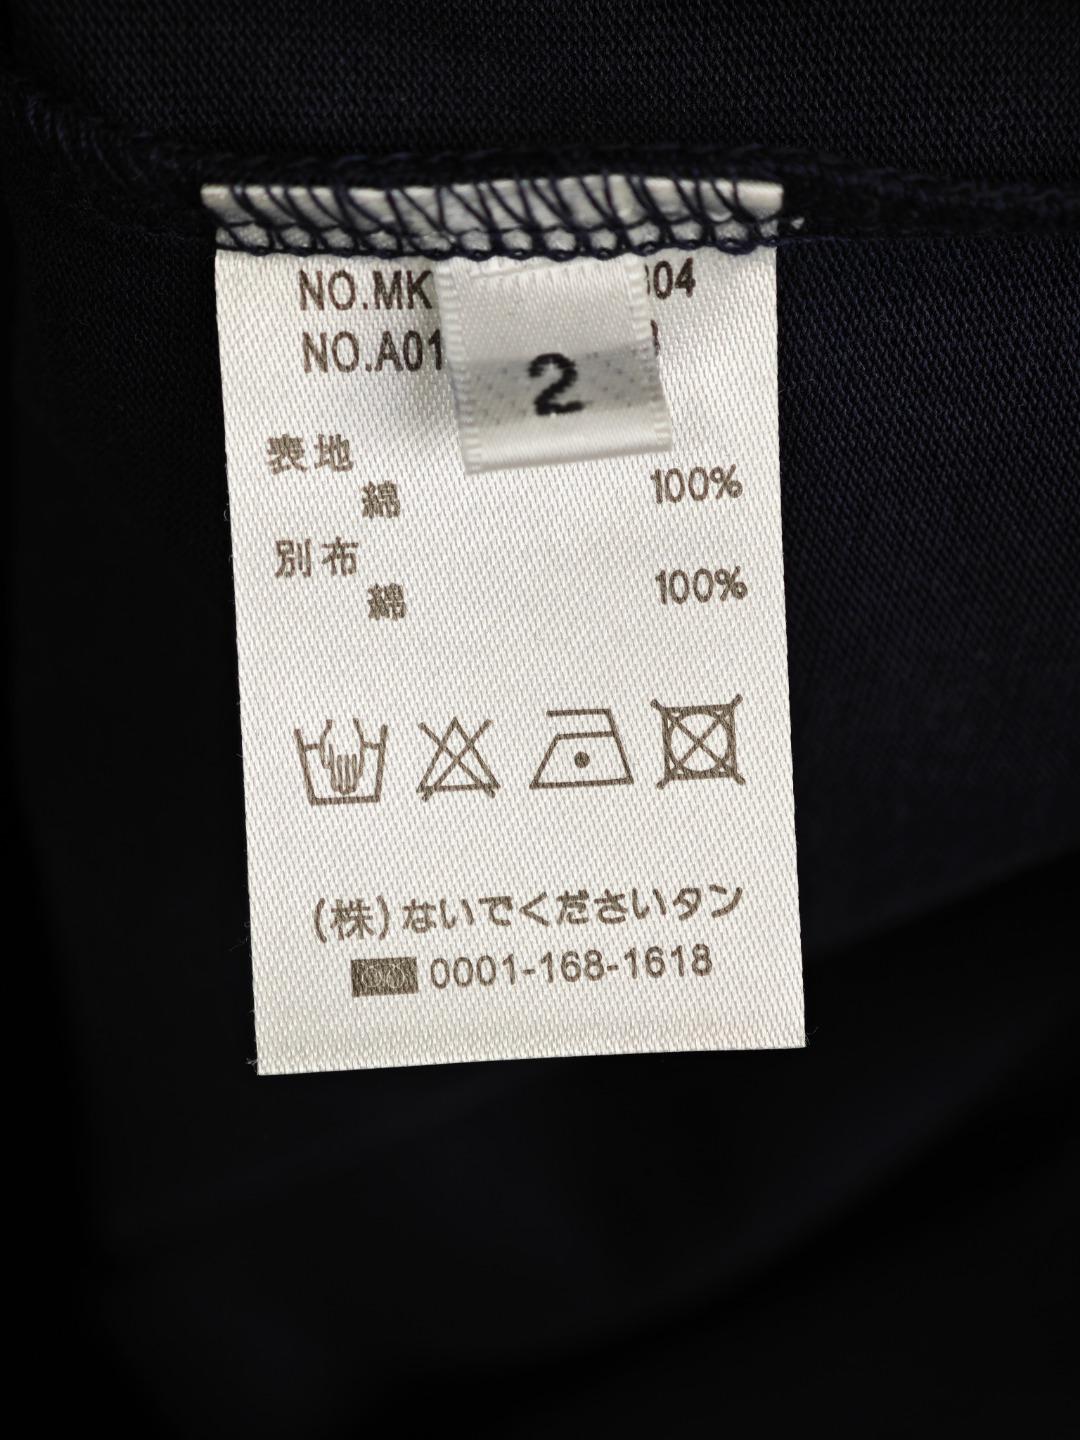 NO.MK 04
NO.A01
2
表地
綿 100%
別布
綿 100%
(株)ないでくださいタン
0001-168-1618